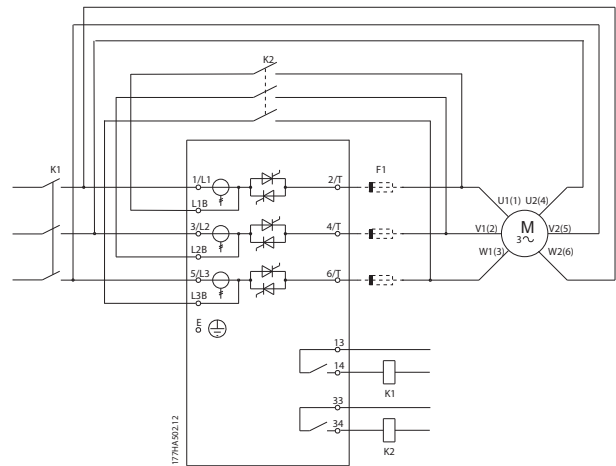 K2
K1
F1
1/L1
2/T
L1B
3/L2
4/T
L2B
5/L3
6/T
L3B
E
U1(1) U2(4)
V1(2) M V2(5)
3~
W1(3) W2(6)
13
14
K1
33
34
K2
177HA502.12